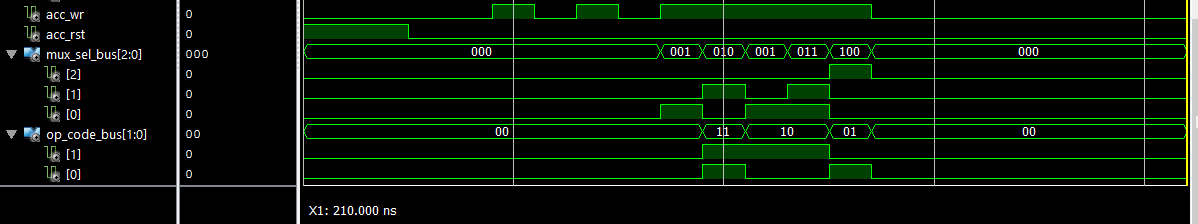 acc_wr 0
acc_rst 0
mux_sel_bus[2:0] 000 000 001 010 001 011 100 000
[2] 0
[1] 0
[0] 0
op_code_bus[1:0] 00 00 11 10 01 00
[1] 0
[0] 0
X1: 210.000 ns